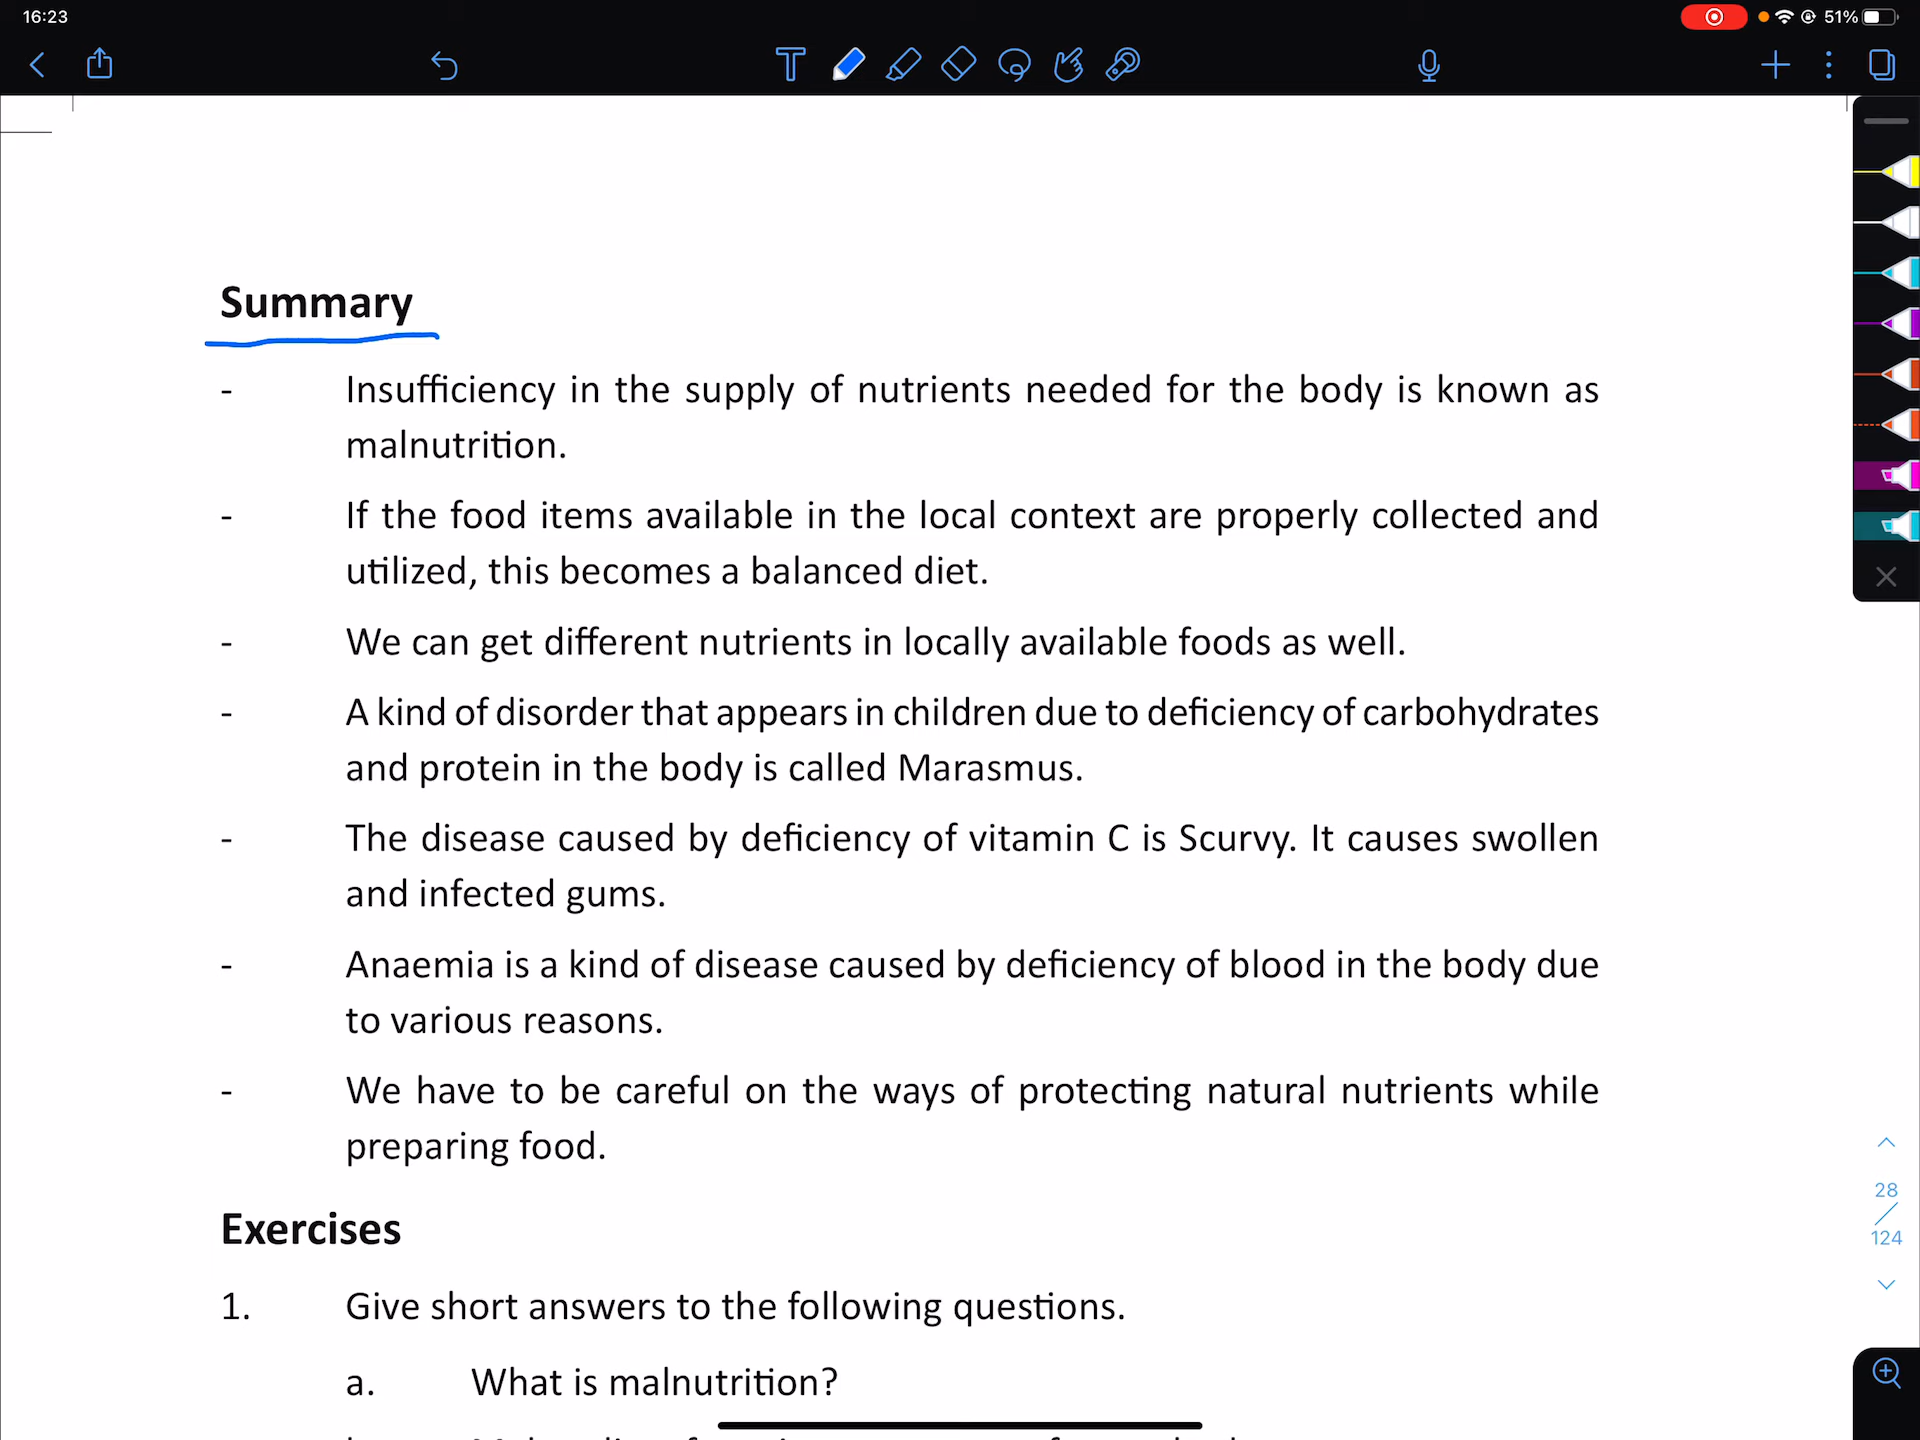 16:23
51%
Summary
- Insufficiency in the supply of nutrients needed for the body is known as
malnutrition.
- If the food items available in the local context are properly collected and
utilized, this becomes a balanced diet.
- We can get different nutrients in locally available foods as well.
- A kind of disorder that appears in children due to deficiency of carbohydrates
and protein in the body is called Marasmus.
- The disease caused by deficiency of vitamin C is Scurvy. It causes swollen
and infected gums.
- Anaemia is a kind of disease caused by deficiency of blood in the body due
to various reasons.
- We have to be careful on the ways of protecting natural nutrients while
preparing food.
28
/
124
Exercises
1. Give short answers to the following questions.
a. What is malnutrition?